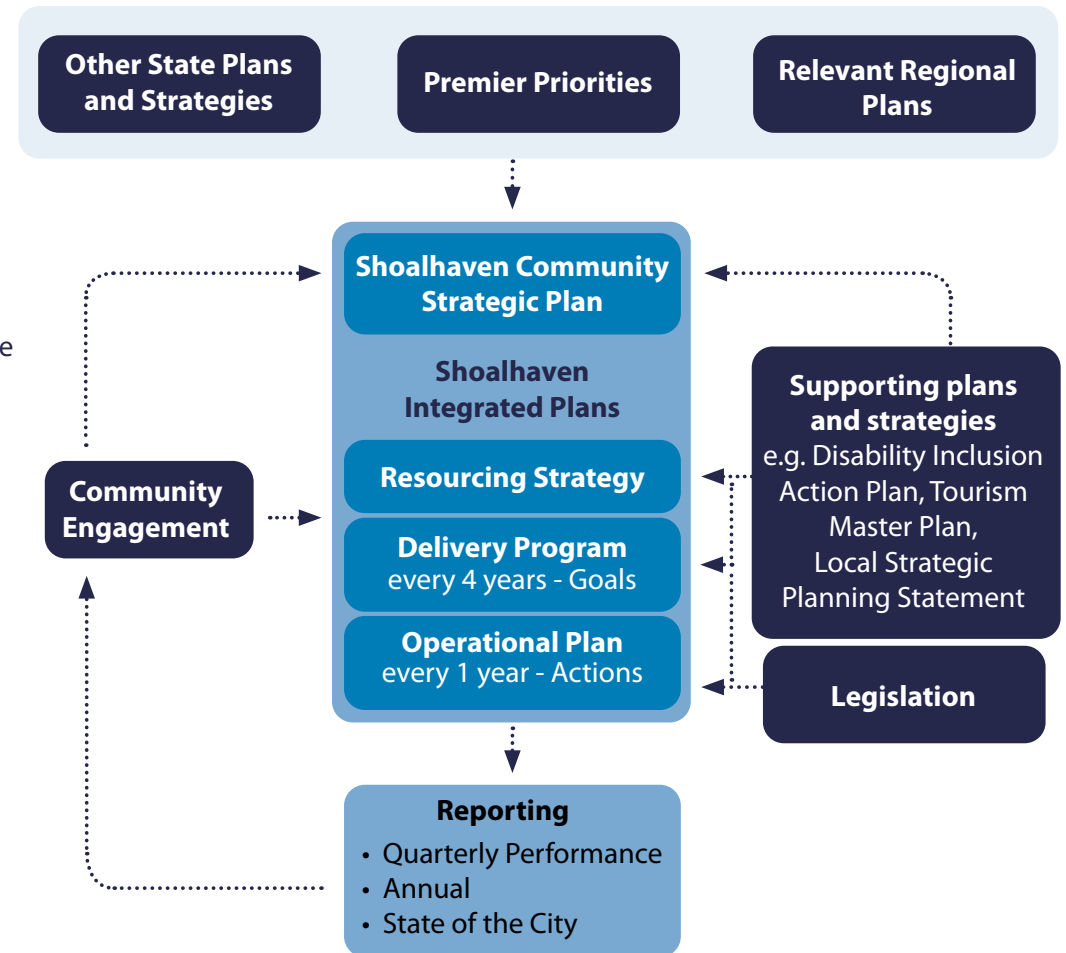 Other State Plans
and Strategies
Premier Priorities
Relevant Regional
Plans
Shoalhaven Community
Strategic Plan
Shoalhaven
Integrated Plans
Resourcing Strategy
Delivery Program
every 4 years - Goals
Operational Plan
every 1 year - Actions
e
Community
Engagement
Supporting plans
and strategies
e.g. Disability Inclusion
Action Plan, Tourism
Master Plan,
Local Strategic
Planning Statement
Legislation
Reporting
• Quarterly Performance
• Annual
• State of the City